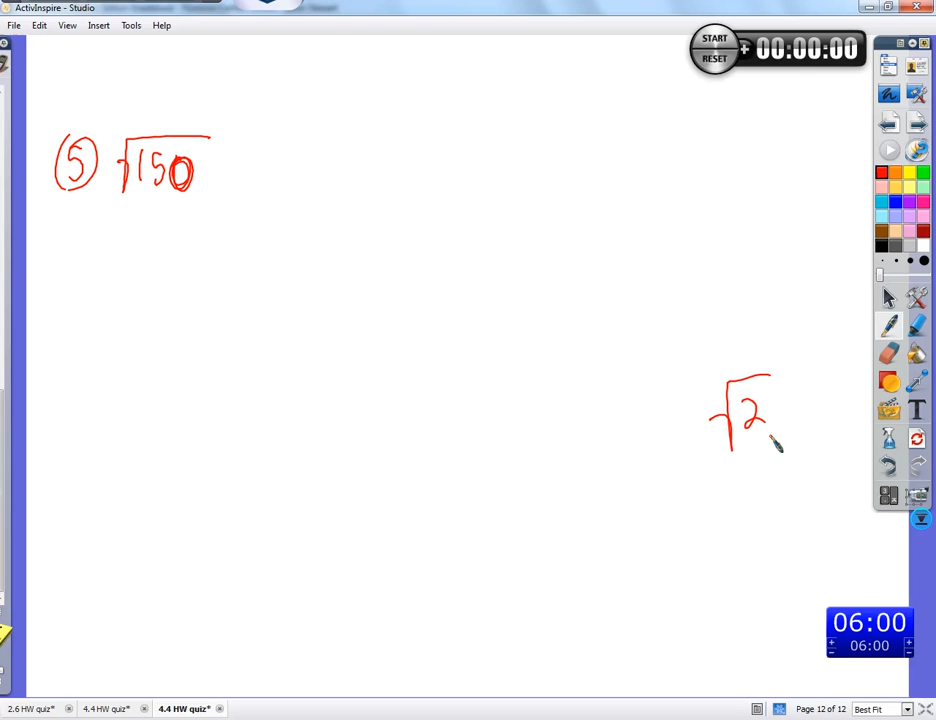 ActivInspire - Studio
File Edit View Insert Tools Help
START
RESET
00:00:00
⑤ √150
√2
06:00
06:00
2.6 HW quiz* 4.4 HW quiz* 4.4 HW quiz* Page 12 of 12 Best Fit